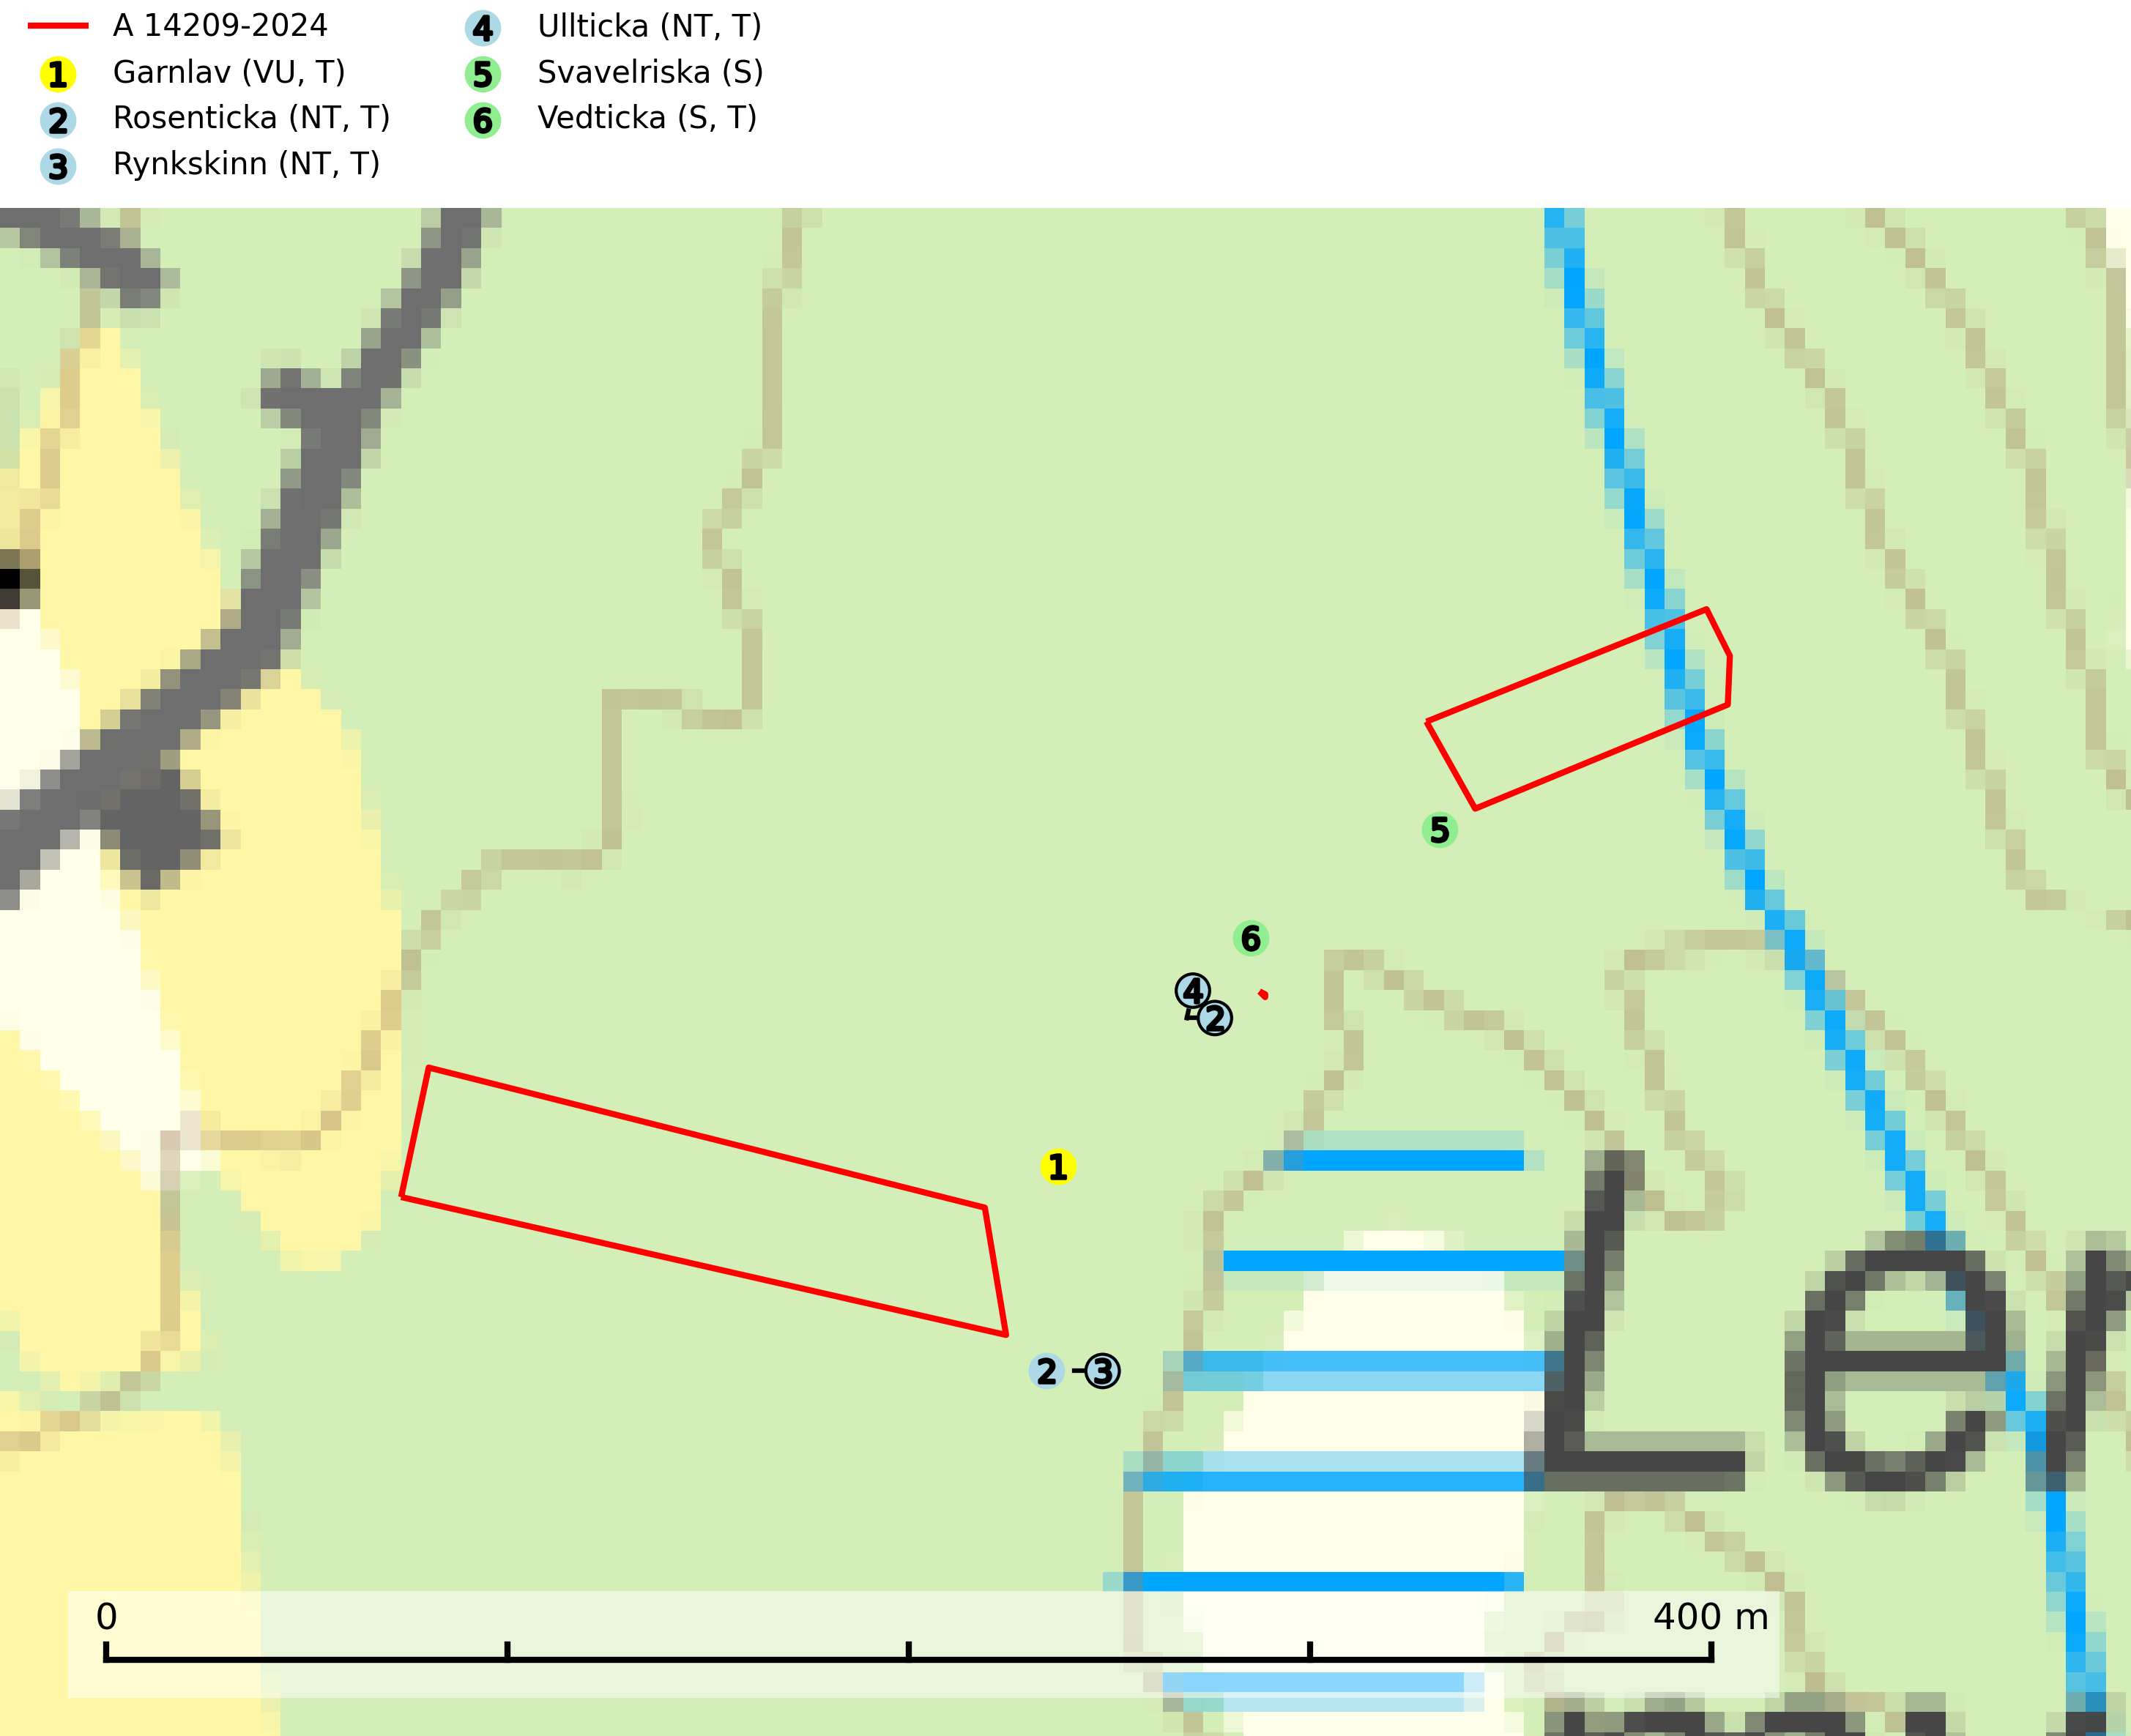 A 14209-2024
1 Garnlav (VU, T)
2 Rosenticka (NT, T)
3 Rynkskinn (NT, T)
4 Ullticka (NT, T)
5 Svavelriska (S)
6 Vedticka (S, T)
5
6
4
2
1
2 3
Ler
0 400 m